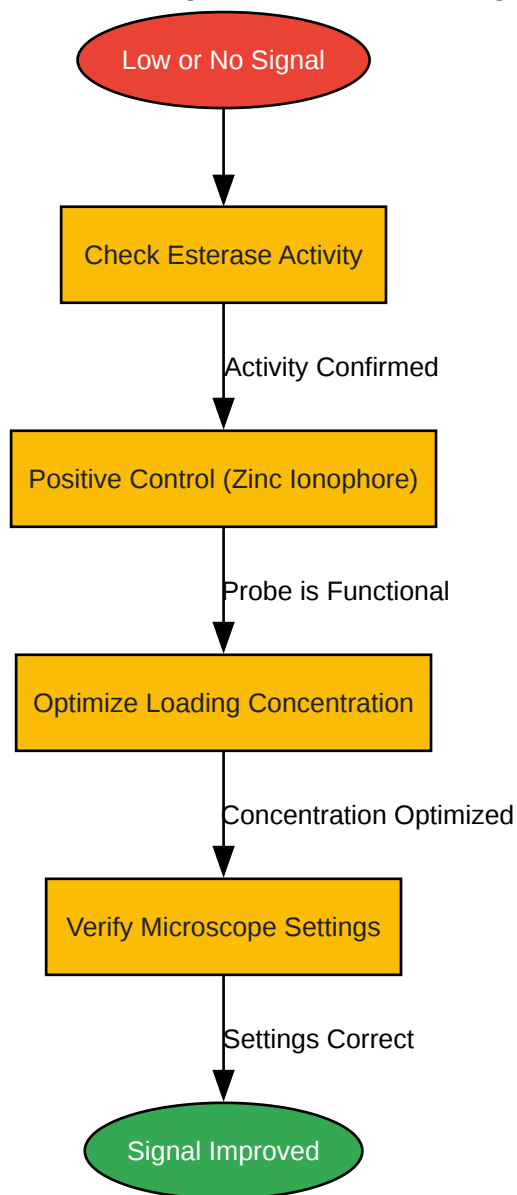 Low or No Signal
Check Esterase Activity
Activity Confirmed
Positive Control (Zinc Ionophore)
Probe is Functional
Optimize Loading Concentration
Concentration Optimized
Verify Microscope Settings
Settings Correct
Signal Improved